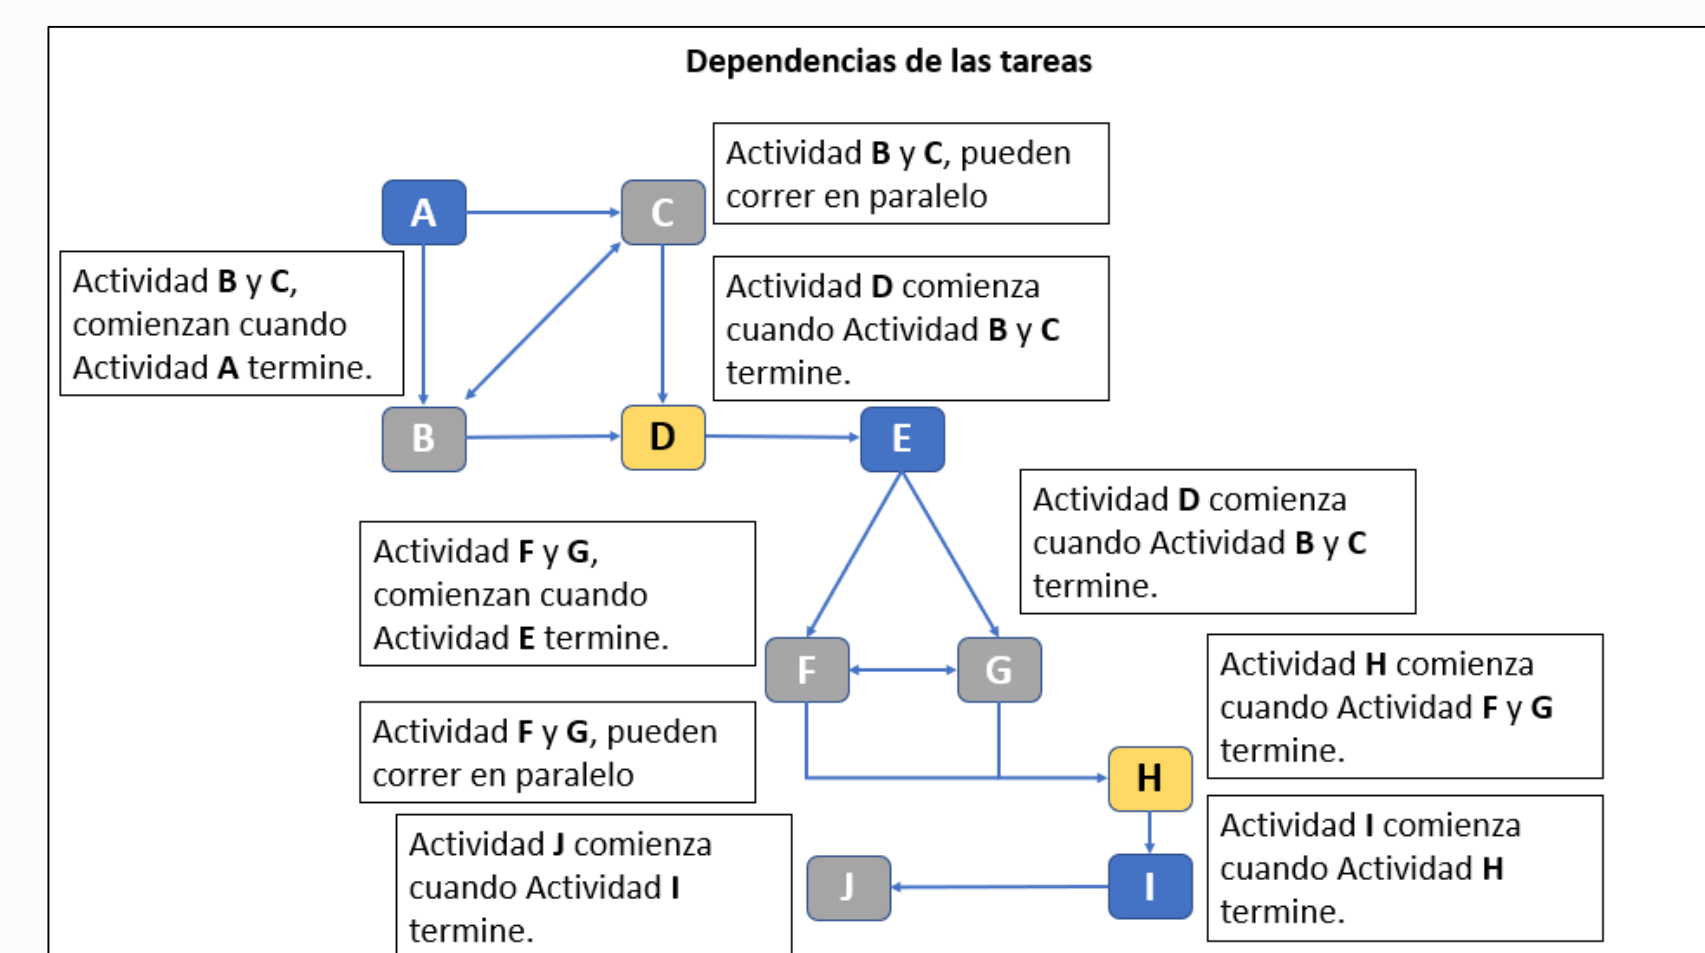 Dependencias de las tareas
Actividad B y C, pueden
correr en paralelo
A
C
Actividad B y C,
comienzan cuando
Actividad A termine.
Actividad D comienza
cuando Actividad B y C
termine.
B
D
E
Actividad D comienza
cuando Actividad B y C
termine.
Actividad F y G,
comienzan cuando
Actividad E termine.
F
G
Actividad H comienza
cuando Actividad F y G
termine.
Actividad F y G, pueden
correr en paralelo
H
Actividad I comienza
cuando Actividad H
termine.
Actividad J comienza
cuando Actividad I
termine.
J
I